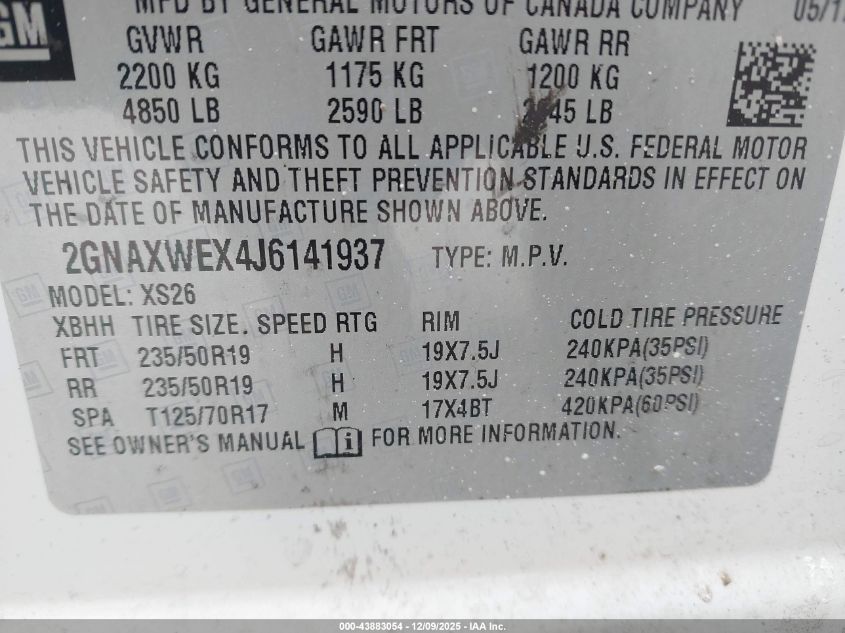 MFD BY GENERAL MOTORS OF CANADA COMPANY
GM
GVWR GAWR FRT GAWR RR
2200 KG 1175 KG 1200 KG
4850 LB 2590 LB LB
THIS VEHICLE CONFORMS TO ALL APPLICABLE U.S. FEDERAL MOTOR
VEHICLE SAFETY AND THEFT PREVENTION STANDARDS IN EFFECT ON
THE DATE OF MANUFACTURE SHOWN ABOVE.
2GNAXWEX4J6141937 TYPE: M.P.V.
MODEL: XS26
XBHH TIRE SIZE. SPEED RTG RIM COLD TIRE PRESSURE
FRT 235/50R19 H 19X7.5J 240KPA(35PSI)
RR 235/50R19 H 19X7.5J 240KPA(35PSI)
SPA T125/70R17 M 17X4BT 420KPA(60PSI)
SEE OWNER'S MANUAL FOR MORE INFORMATION.
000-43883054 - 12/09/2025 - IAA Inc.